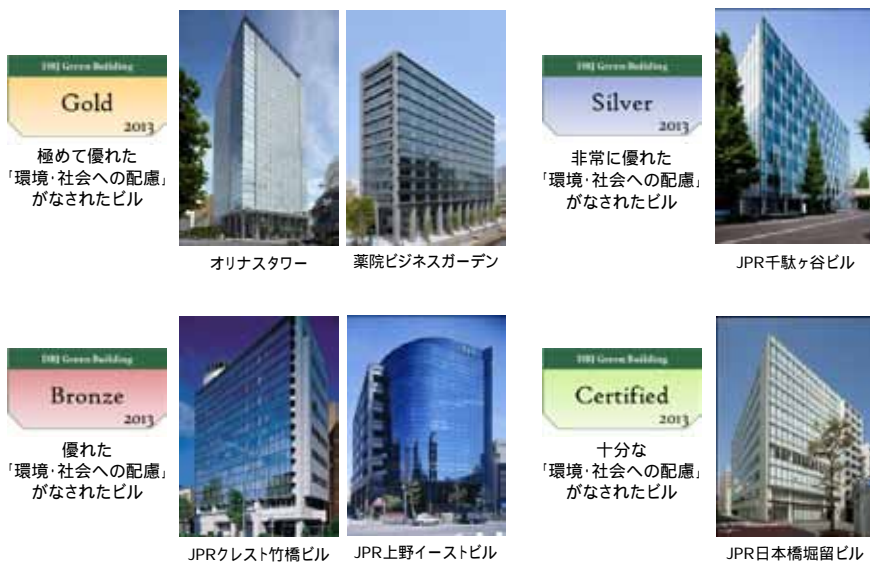 DBJ Green Building
Gold
2013
極めて優れた
「環境・社会への配慮」
がなされたビル
オリナスタワー
薬院ビジネスガーデン
DBJ Green Building
Silver
2013
非常に優れた
「環境・社会への配慮」
がなされたビル
JPR千駄ヶ谷ビル
DBJ Green Building
Bronze
2013
優れた
「環境・社会への配慮」
がなされたビル
JPRクレスト竹橋ビル
JPR上野イーストビル
DBJ Green Building
Certified
2013
十分な
「環境・社会への配慮」
がなされたビル
JPR日本橋堀留ビル